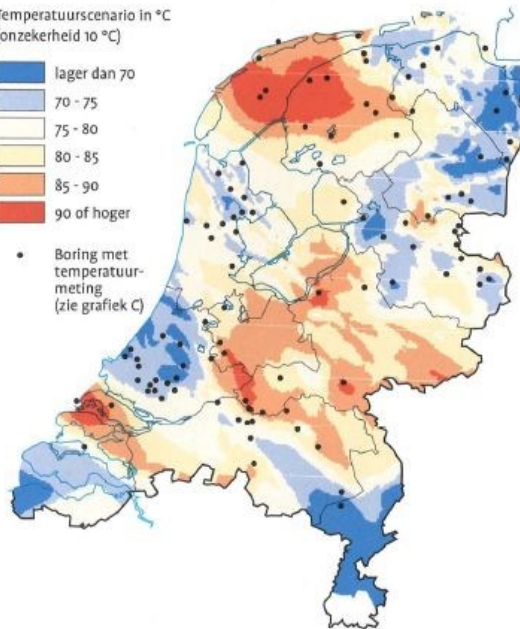 Temperatuurscenario in °C
(onzekerheid 10 °C)
lager dan 70
70 - 75
75 - 80
80 - 85
85 - 90
90 of hoger
Boring met
temperatuur-
meting
(zie grafiek C)